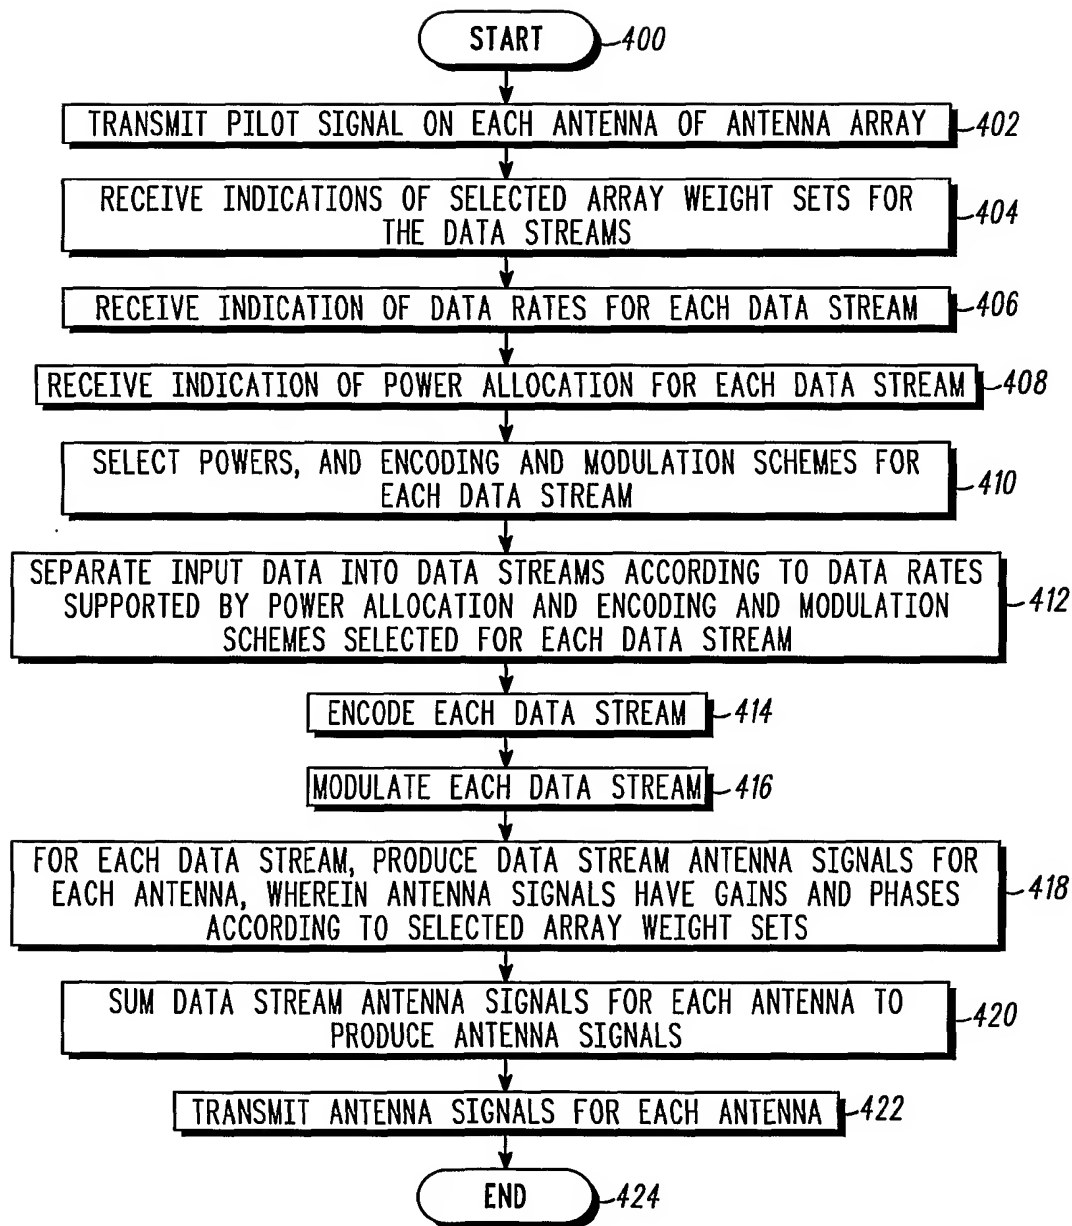 START 400
TRANSMIT PILOT SIGNAL ON EACH ANTENNA OF ANTENNA ARRAY 402
RECEIVE INDICATIONS OF SELECTED ARRAY WEIGHT SETS FOR
THE DATA STREAMS 404
RECEIVE INDICATION OF DATA RATES FOR EACH DATA STREAM 406
RECEIVE INDICATION OF POWER ALLOCATION FOR EACH DATA STREAM 408
SELECT POWERS, AND ENCODING AND MODULATION SCHEMES FOR
EACH DATA STREAM 410
SEPARATE INPUT DATA INTO DATA STREAMS ACCORDING TO DATA RATES
SUPPORTED BY POWER ALLOCATION AND ENCODING AND MODULATION 412
SCHEMES SELECTED FOR EACH DATA STREAM
ENCODE EACH DATA STREAM 414
MODULATE EACH DATA STREAM 416
FOR EACH DATA STREAM, PRODUCE DATA STREAM ANTENNA SIGNALS FOR
EACH ANTENNA, WHEREIN ANTENNA SIGNALS HAVE GAINS AND PHASES 418
ACCORDING TO SELECTED ARRAY WEIGHT SETS
SUM DATA STREAM ANTENNA SIGNALS FOR EACH ANTENNA TO
PRODUCE ANTENNA SIGNALS 420
TRANSMIT ANTENNA SIGNALS FOR EACH ANTENNA 422
END 424